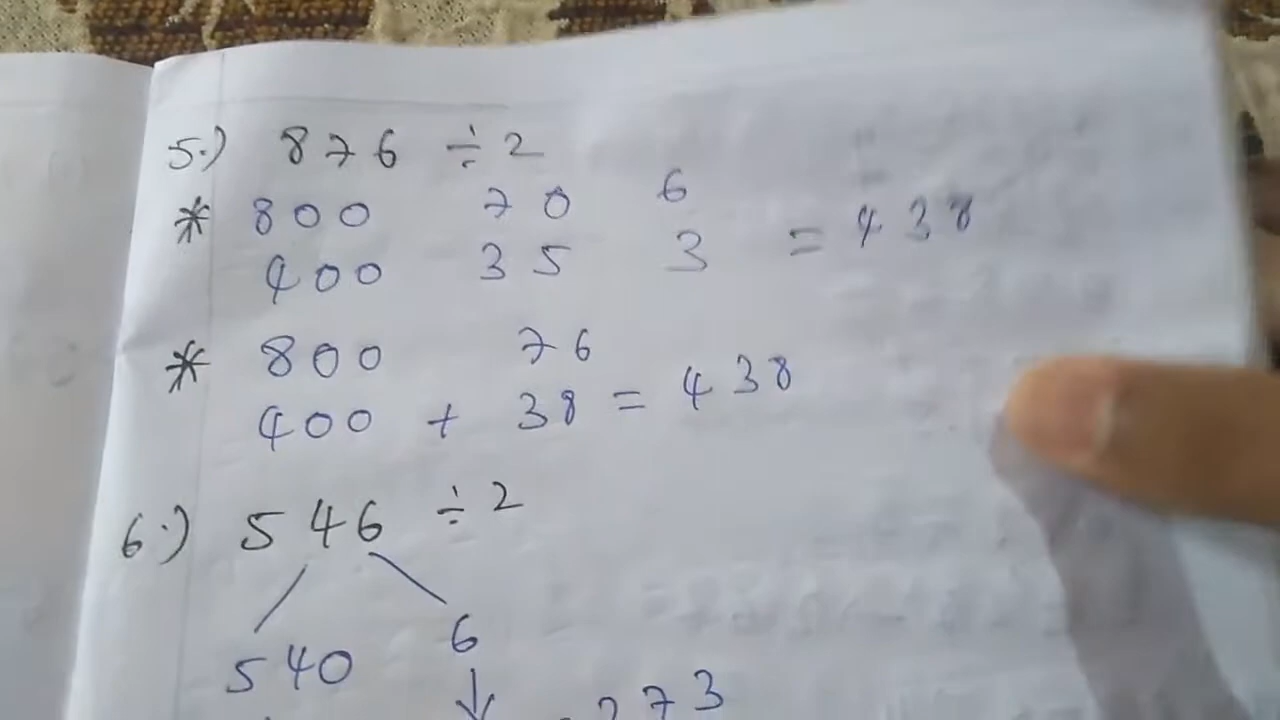 5.) 876 ÷ 2
* 800 70 6
400 35 3 = 438
* 800 76
400 + 38 = 438
6.) 546 ÷ 2
540 6
273